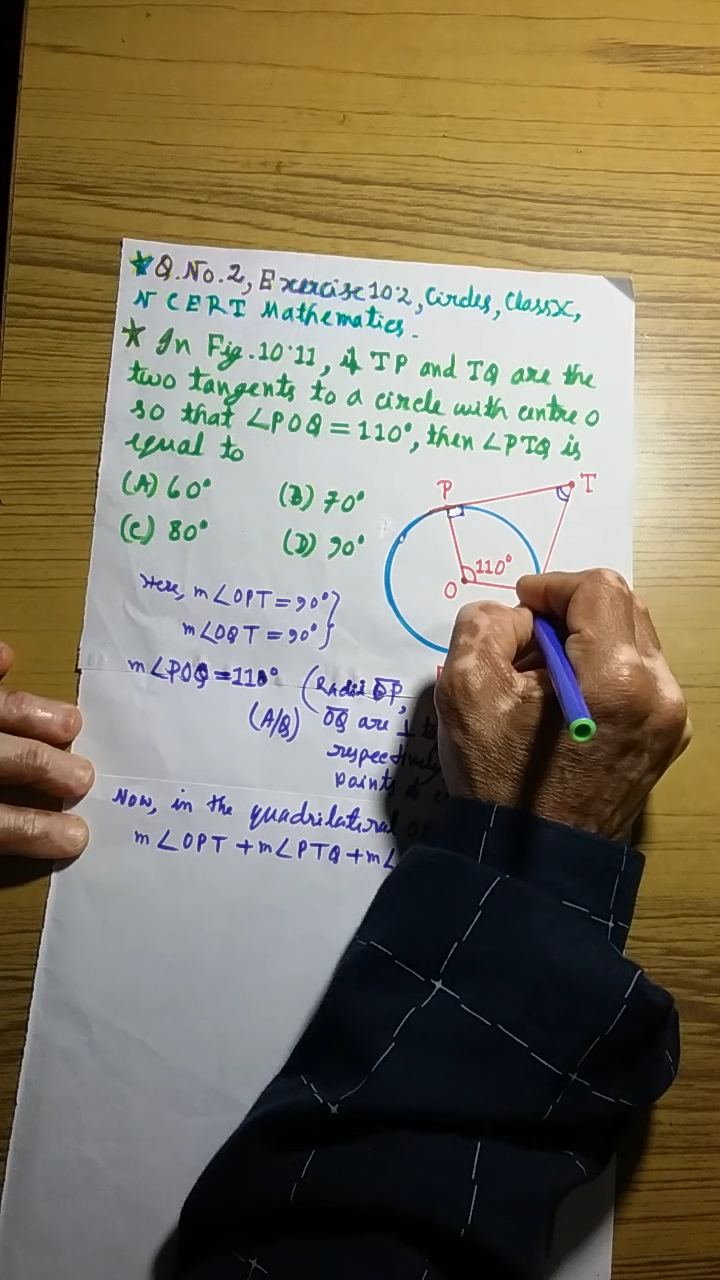 * Q.No.2, Exercise 10.2, Circles, Class X,
NCERT Mathematics.
* In Fig. 10.11, if TP and TQ are the
two tangents to a circle with centre O
so that ∠POQ = 110°, then ∠PTQ is
equal to
(A) 60° (B) 70°
(C) 80° (D) 90°
P T
O 110°
Here, m∠OPT = 90° }
m∠OQT = 90° }
m∠POQ = 110° (Radii OP,
(A/Q) OQ are ⊥
respectively
points
Now, in the quadrilateral
m∠OPT + m∠PTQ + m∠